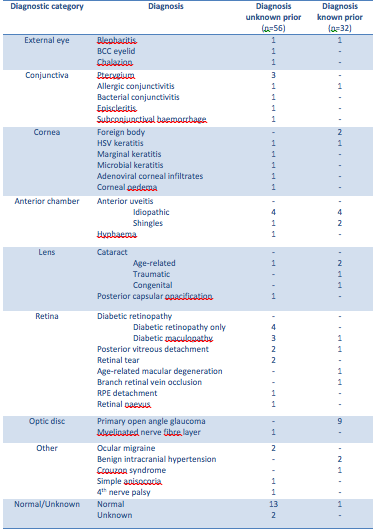 Diagnostic category Diagnosis Diagnosis unknown prior (n=56) Diagnosis known prior (n=32)
External eye Blepharitis 1 1
BCC eyelid 1 -
Chalazion 1 -
Conjunctiva Pterygium 3 -
Allergic conjunctivitis 1 1
Bacterial conjunctivitis 1 -
Episcleritis 1 -
Subconjunctival haemorrhage 1 -
Cornea Foreign body - 2
HSV keratitis 1 1
Marginal keratitis 1 -
Microbial keratitis 1 -
Adenoviral corneal infiltrates 1 -
Corneal oedema 1 -
Anterior chamber Anterior uveitis - -
Idiopathic 4 4
Shingles 1 2
Hyphaema 1 -
Lens Cataract - -
Age-related 1 2
Traumatic - 1
Congenital - 1
Posterior capsular opacification 1 -
Retina Diabetic retinopathy
Diabetic retinopathy only 4 -
Diabetic maculopathy 3 1
Posterior vitreous detachment 2 1
Retinal tear 2 -
Age-related macular degeneration - 1
Branch retinal vein occlusion - 1
RPE detachment 1 -
Retinal naevus 1 -
Optic disc Primary open angle glaucoma - 9
Myelinated nerve fibre layer 1 -
Other Ocular migraine 2 -
Benign intracranial hypertension - 2
Crouzon syndrome - 1
Simple anisocoria 1 -
4th nerve palsy 1 -
Normal/Unknown Normal 13 1
Unknown 2 -